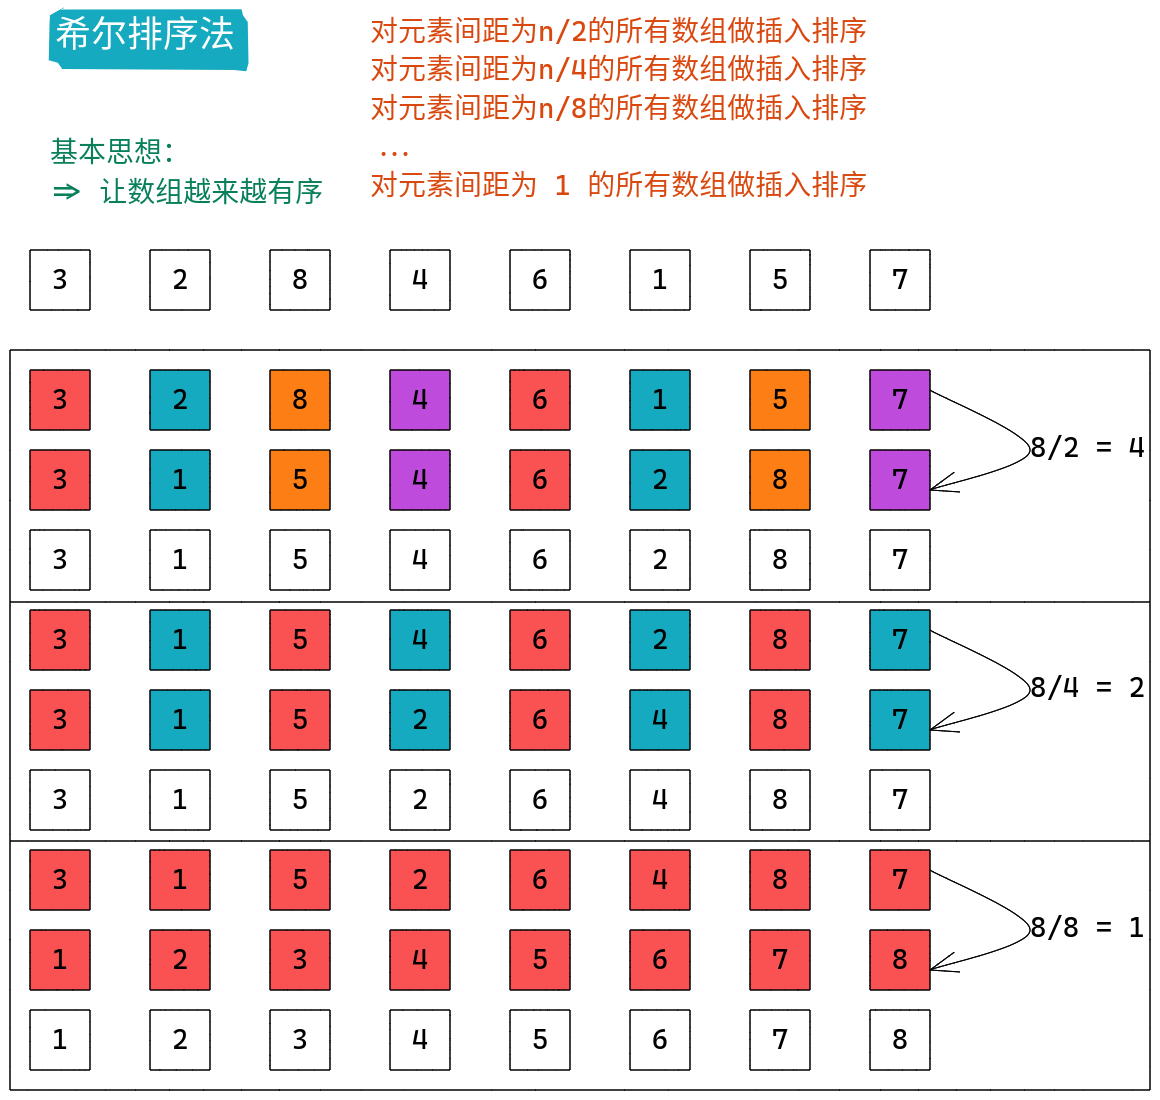 希尔排序法
对元素间距为n/2的所有数组做插入排序
对元素间距为n/4的所有数组做插入排序
对元素间距为n/8的所有数组做插入排序
...
对元素间距为 1 的所有数组做插入排序
基本思想:
=> 让数组越来越有序
3 2 8 4 6 1 5 7
3 2 8 4 6 1 5 7
8/2 = 4
3 1 5 4 6 2 8 7
3 1 5 4 6 2 8 7
3 1 5 4 6 2 8 7
8/4 = 2
3 1 5 2 6 4 8 7
3 1 5 2 6 4 8 7
3 1 5 2 6 4 8 7
8/8 = 1
1 2 3 4 5 6 7 8
1 2 3 4 5 6 7 8